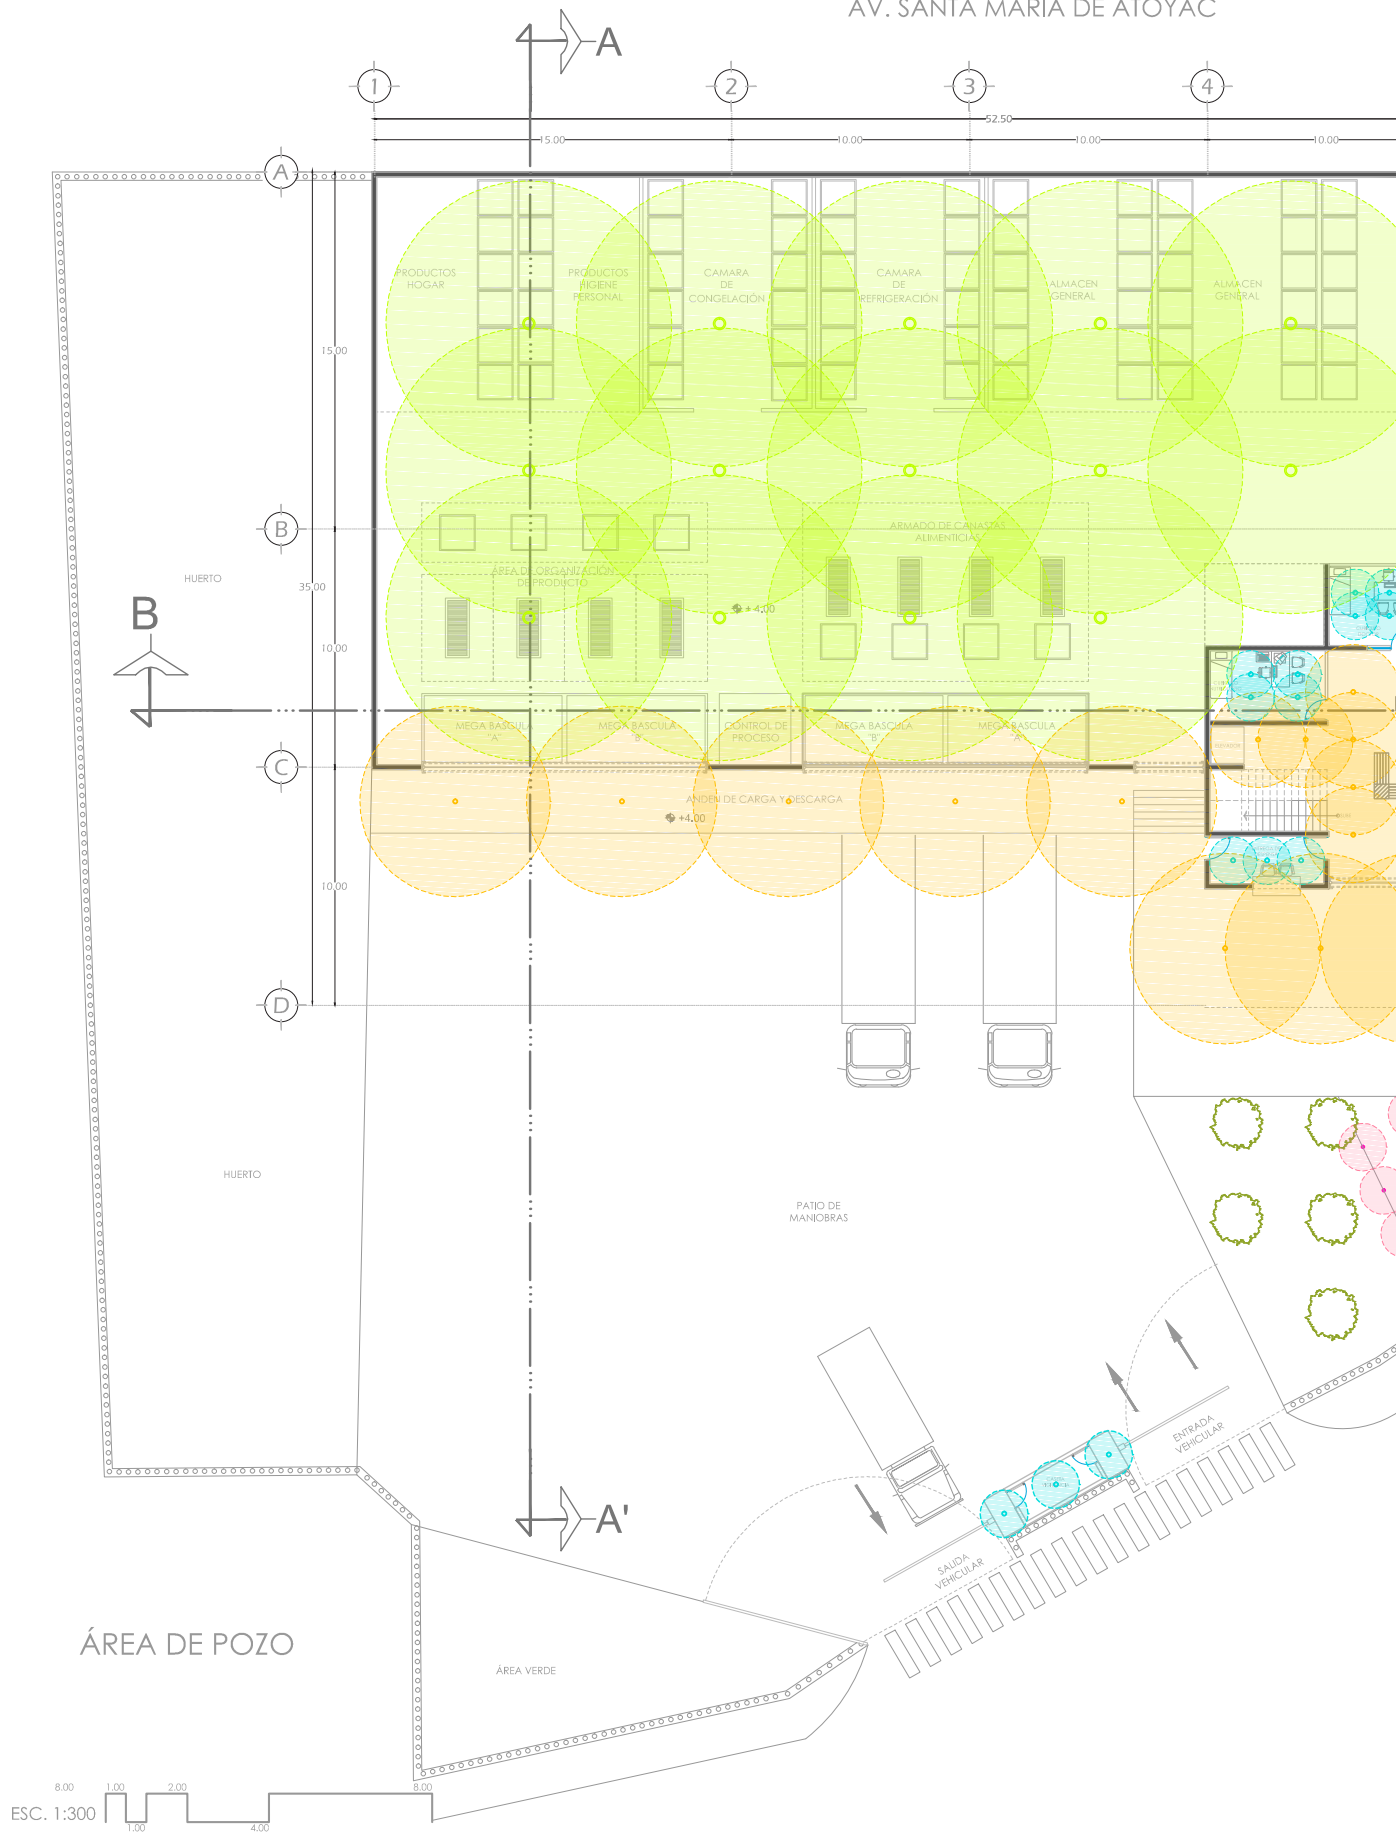 AV. SANTA MARIA DE ATOYAC
A
1
2
3
4
52.50
15.00
10.00
10.00
10.00
A
PRODUCTOS
HOGAR
PRODUCTOS
HIGIENE
PERSONAL
CAMARA
DE
CONGELACIÓN
CAMARA
DE
REFRIGERACIÓN
ALMACEN
GENERAL
ALMACEN
GENERAL
15.00
B
ARMADO DE CANASTAS
ALIMENTICIAS
ÁREA DE ORGANIZACIÓN
DE PRODUCTO
HUERTO
35.00
+ 4.00
B
10.00
MEGA BASCULA
"A"
MEGA BASCULA
"B"
CONTROL DE
PROCESO
MEGA BASCULA
"B"
MEGA BASCULA
"A"
ELEVADOR
C
ANDEN DE CARGA Y DESCARGA
+4.00
10.00
D
HUERTO
PATIO DE
MANIOBRAS
ENTRADA
VEHICULAR
A'
SALIDA
VEHICULAR
ÁREA DE POZO
ÁREA VERDE
8.00
1.00
2.00
8.00
ESC. 1:300
1.00
4.00